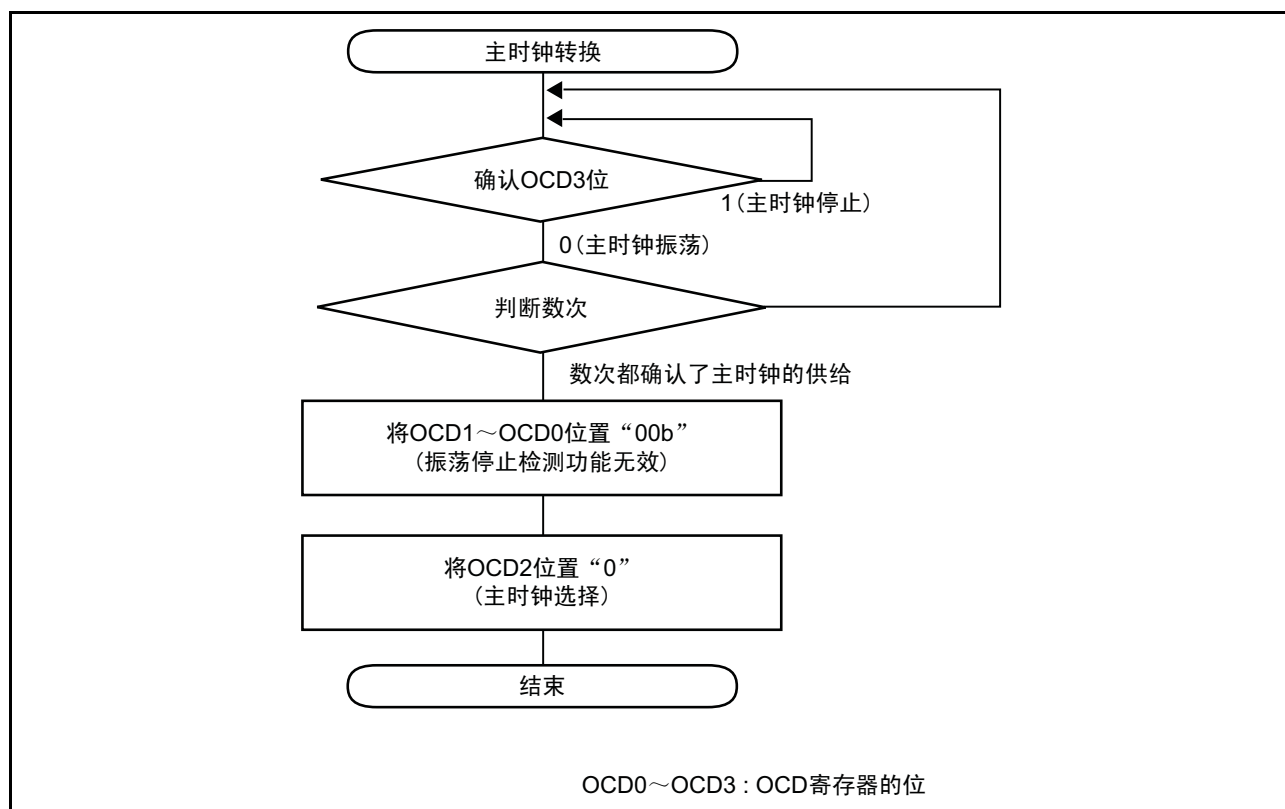 主时钟转换
确认OCD3位
1（主时钟停止）
0（主时钟振荡）
判断数次
数次都确认了主时钟的供给
将OCD1～OCD0位置“00b”
（振荡停止检测功能无效）
将OCD2位置“0”
（主时钟选择）
结束
OCD0～OCD3 : OCD寄存器的位